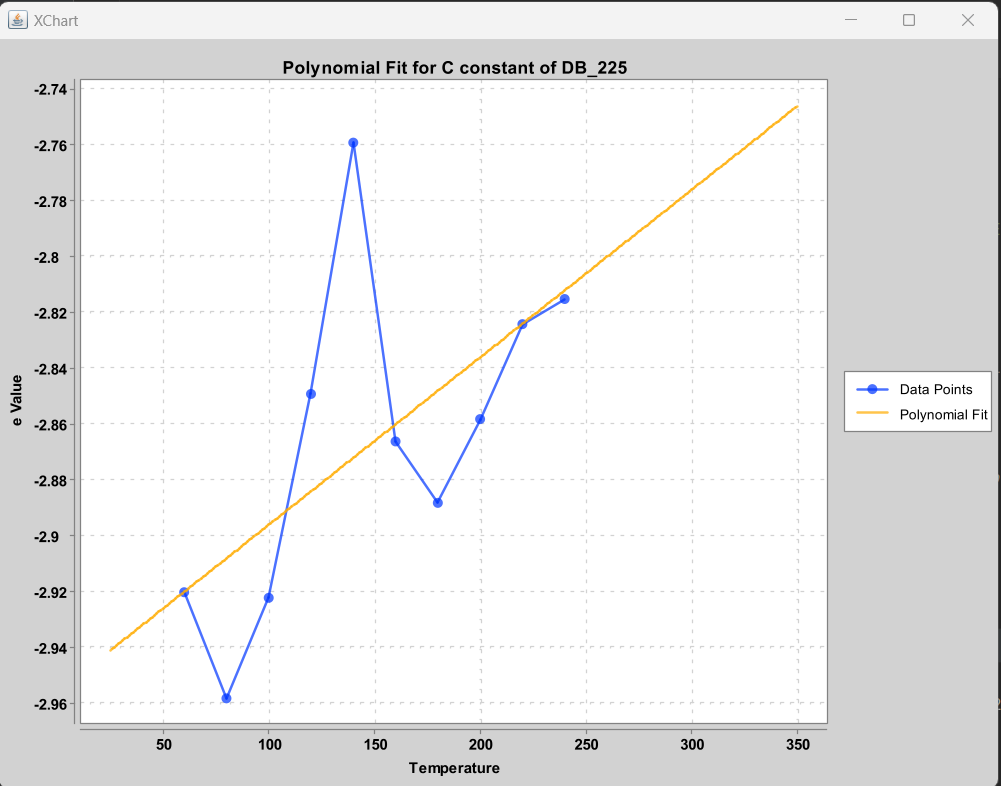 XChart
Polynomial Fit for C constant of DB_225
-2.74
-2.76
-2.78
-2.8
-2.82
-2.84
-2.86
-2.88
-2.9
-2.92
-2.94
-2.96
e Value
50 100 150 200 250 300 350
Temperature
Data Points
Polynomial Fit